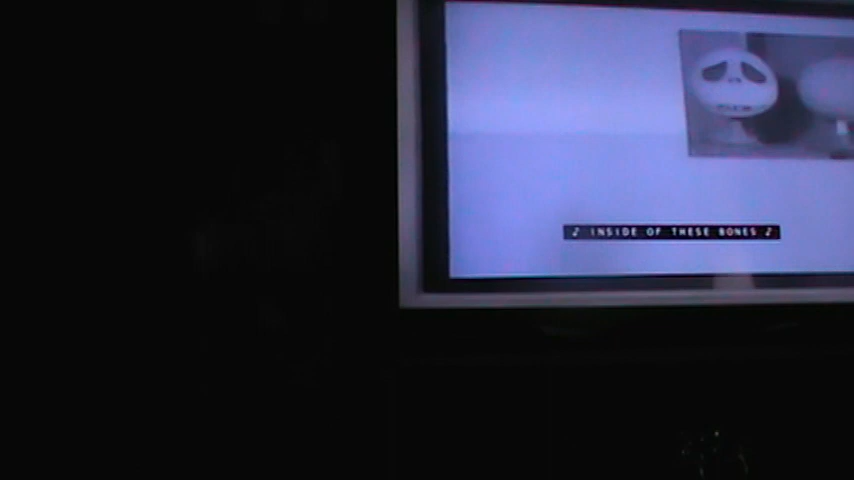 ♪ INSIDE OF THESE BONES ♪